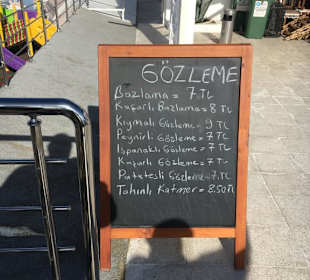 GÖZLEME
Bazlama = 7 TL
Kaşarlı Bazlama = 8 TL
Kıymalı Gözleme = 9 TL
Peynirli Gözleme = 7 TL
Ispanaklı Gözleme = 7 TL
Kaşarlı Gözleme = 7 TL
Patatesli Gözleme = 7 TL
Tahinli Katmer = 8.50 TL